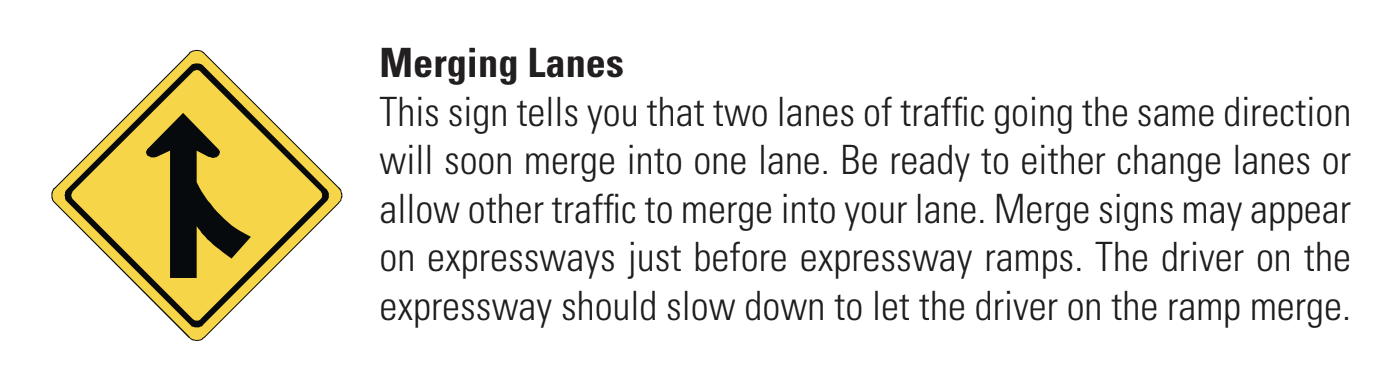 Merging Lanes
This sign tells you that two lanes of traffic going the same direction
will soon merge into one lane. Be ready to either change lanes or
allow other traffic to merge into your lane. Merge signs may appear
on expressways just before expressway ramps. The driver on the
expressway should slow down to let the driver on the ramp merge.